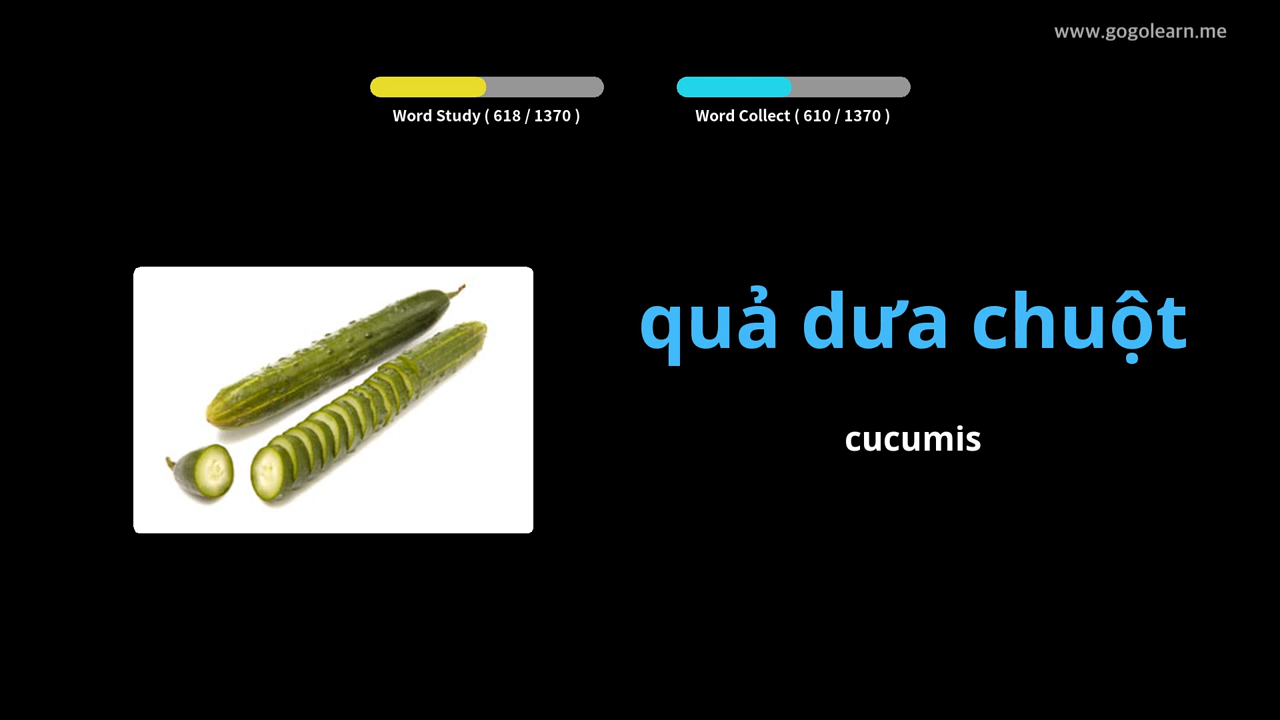 www.gogolearn.me
Word Study ( 618 / 1370 )
Word Collect ( 610 / 1370 )
quả dưa chuột
cucumis